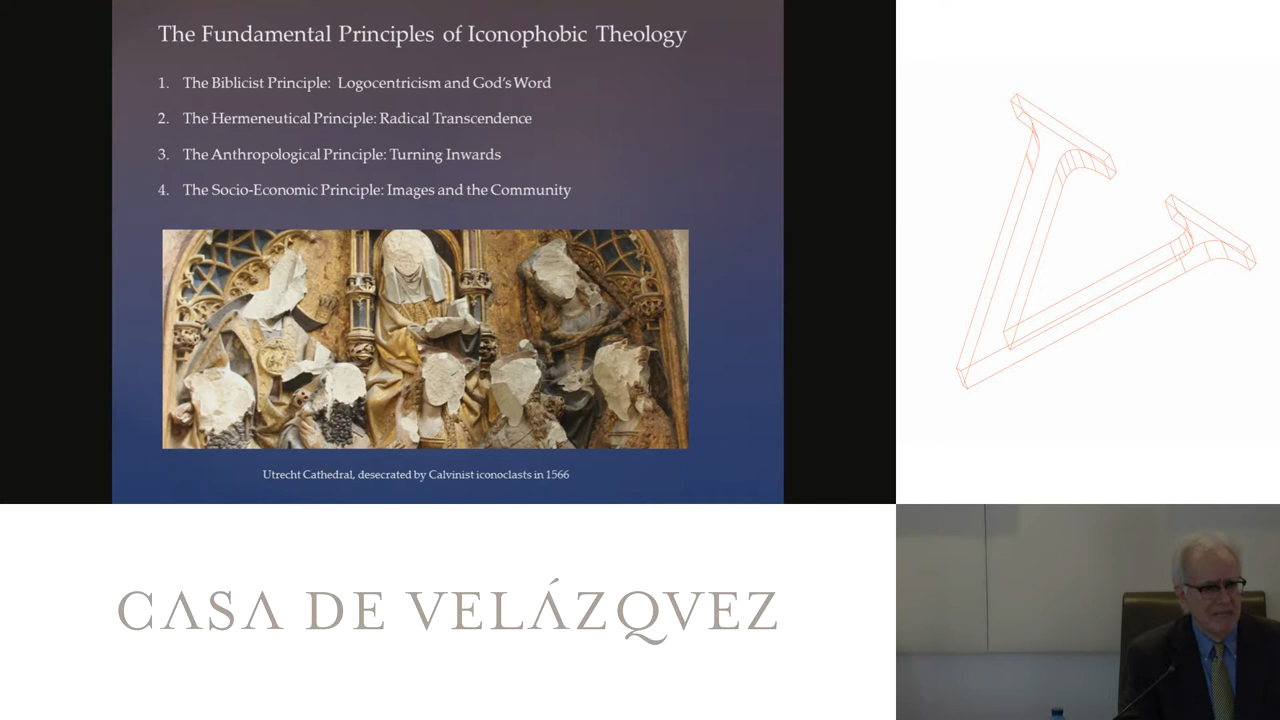 The Fundamental Principles of Iconophobic Theology
1. The Biblicist Principle: Logocentricism and God's Word
2. The Hermeneutical Principle: Radical Transcendence
3. The Anthropological Principle: Turning Inwards
4. The Socio-Economic Principle: Images and the Community
Utrecht Cathedral, desecrated by Calvinist iconoclasts in 1566
CASA DE VELÁZQVEZ